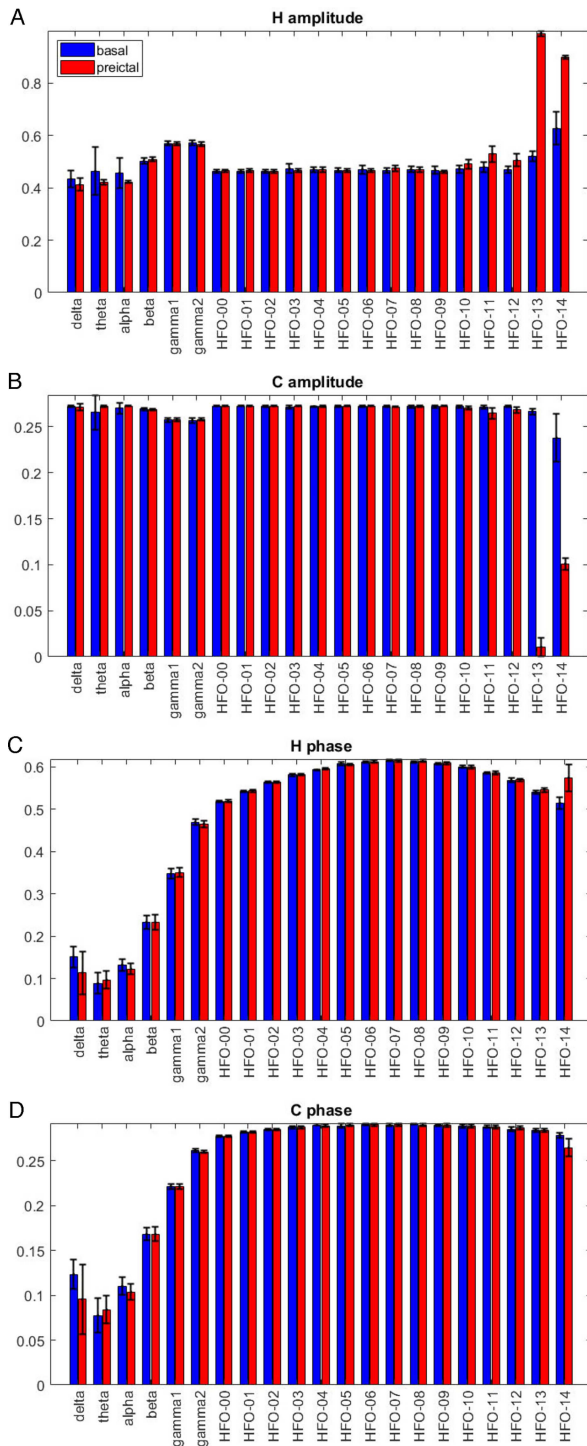 A
H amplitude
basal
preictal
0.8
0.6
0.4
0.2
0
delta
theta
alpha
beta
gamma1
gamma2
HFO-00
HFO-01
HFO-02
HFO-03
HFO-04
HFO-05
HFO-06
HFO-07
HFO-08
HFO-09
HFO-10
HFO-11
HFO-12
HFO-13
HFO-14
B
C amplitude
0.25
0.2
0.15
0.1
0.05
0
delta
theta
alpha
beta
gamma1
gamma2
HFO-00
HFO-01
HFO-02
HFO-03
HFO-04
HFO-05
HFO-06
HFO-07
HFO-08
HFO-09
HFO-10
HFO-11
HFO-12
HFO-13
HFO-14
C
H phase
0.6
0.5
0.4
0.3
0.2
0.1
0
delta
theta
alpha
beta
gamma1
gamma2
HFO-00
HFO-01
HFO-02
HFO-03
HFO-04
HFO-05
HFO-06
HFO-07
HFO-08
HFO-09
HFO-10
HFO-11
HFO-12
HFO-13
HFO-14
D
C phase
0.25
0.2
0.15
0.1
0.05
0
delta
theta
alpha
beta
gamma1
gamma2
HFO-00
HFO-01
HFO-02
HFO-03
HFO-04
HFO-05
HFO-06
HFO-07
HFO-08
HFO-09
HFO-10
HFO-11
HFO-12
HFO-13
HFO-14